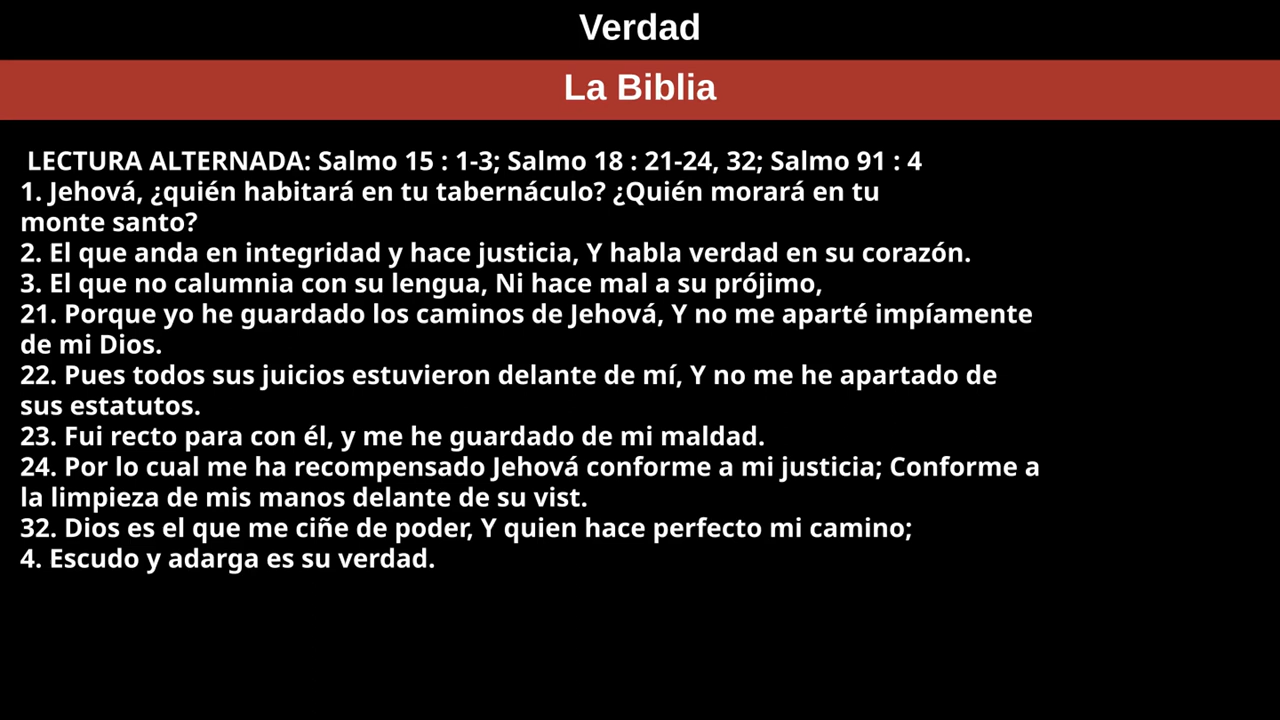 Verdad
La Biblia
LECTURA ALTERNADA: Salmo 15 : 1-3; Salmo 18 : 21-24, 32; Salmo 91 : 4
1. Jehová, ¿quién habitará en tu tabernáculo? ¿Quién morará en tu
monte santo?
2. El que anda en integridad y hace justicia, Y habla verdad en su corazón.
3. El que no calumnia con su lengua, Ni hace mal a su prójimo,
21. Porque yo he guardado los caminos de Jehová, Y no me aparté impíamente
de mi Dios.
22. Pues todos sus juicios estuvieron delante de mí, Y no me he apartado de
sus estatutos.
23. Fui recto para con él, y me he guardado de mi maldad.
24. Por lo cual me ha recompensado Jehová conforme a mi justicia; Conforme a
la limpieza de mis manos delante de su vist.
32. Dios es el que me ciñe de poder, Y quien hace perfecto mi camino;
4. Escudo y adarga es su verdad.